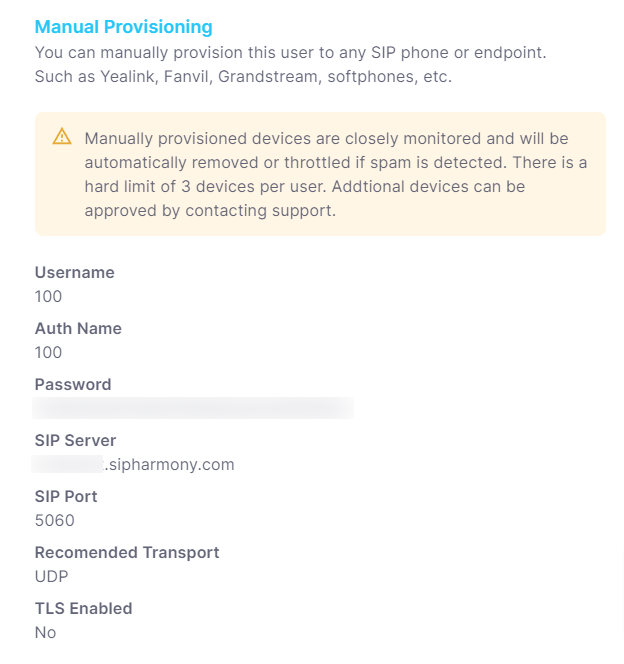 Manual Provisioning
You can manually provision this user to any SIP phone or endpoint.
Such as Yealink, Fanvil, Grandstream, softphones, etc.
Manually provisioned devices are closely monitored and will be
automatically removed or throttled if spam is detected. There is a
hard limit of 3 devices per user. Addtional devices can be
approved by contacting support.
Username
100
Auth Name
100
Password
SIP Server
.sipharmony.com
SIP Port
5060
Recomended Transport
UDP
TLS Enabled
No